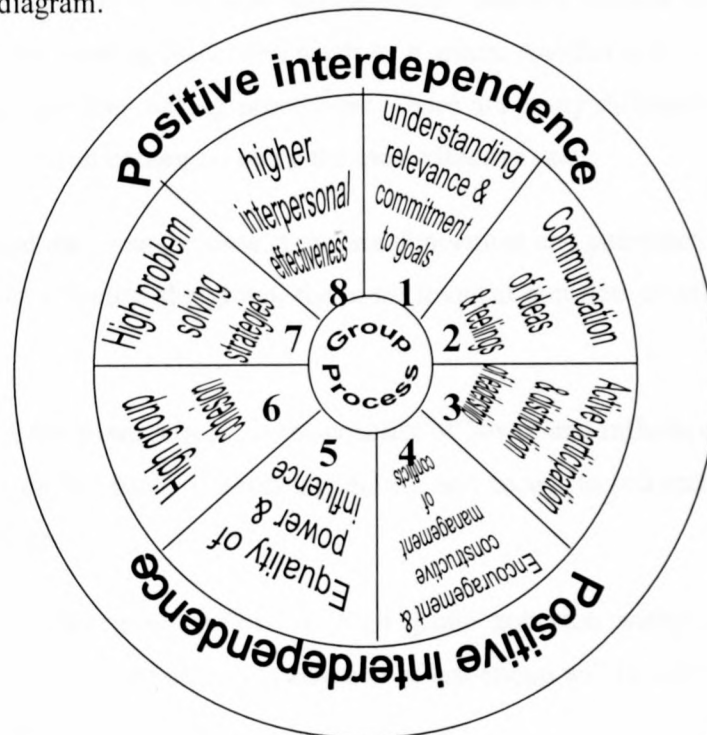 diagram.
Positive interdependence
understanding
relevance &
commitment
to goals
1
Communication
of ideas
& feelings
2
Active participation
& distribution
of leadership
3
Encouragement &
constructive
management
of
conflicts
4
Equality of
power &
influence
5
High group
cohesion
6
High problem
solving
strategies
7
higher
interpersonal
effectiveness
8
Group
Process
Positive interdependence